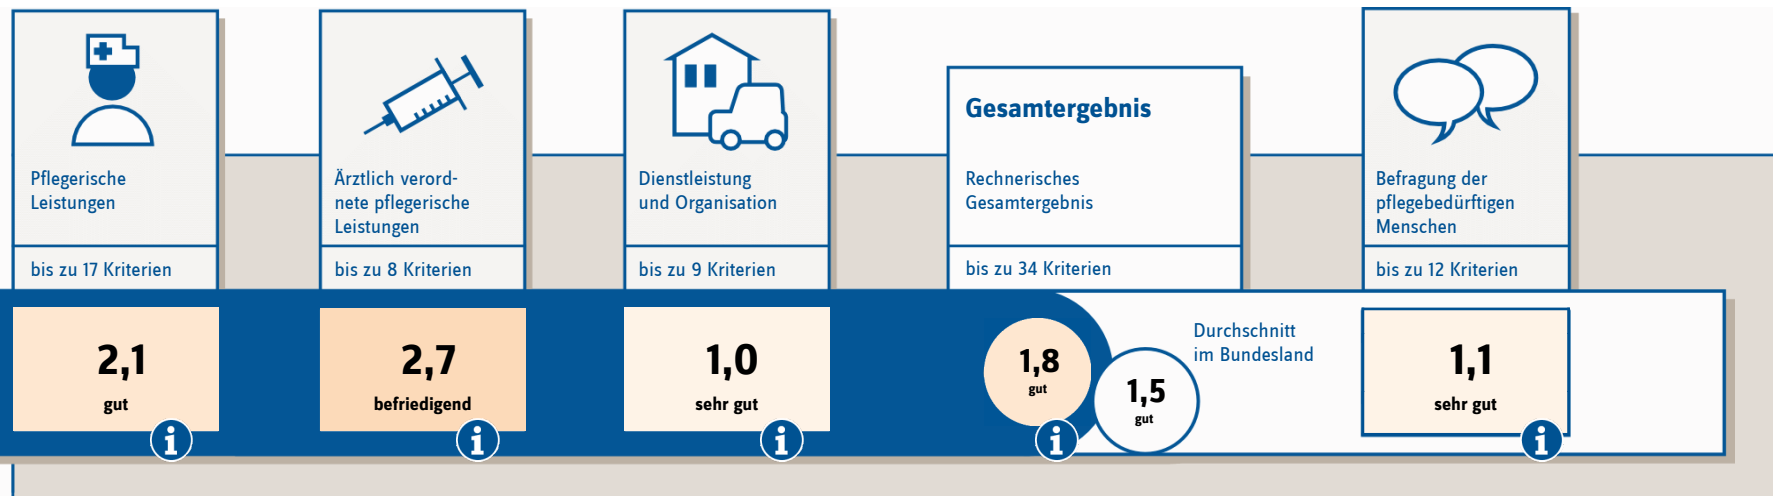 Pflegerische
Leistungen
bis zu 17 Kriterien
2,1
gut
Ärztlich verord-
nete pflegerische
Leistungen
bis zu 8 Kriterien
2,7
befriedigend
Dienstleistung
und Organisation
bis zu 9 Kriterien
1,0
sehr gut
Gesamtergebnis
Rechnerisches
Gesamtergebnis
bis zu 34 Kriterien
1,8
gut
1,5
gut
Durchschnitt
im Bundesland
Befragung der
pflegebedürftigen
Menschen
bis zu 12 Kriterien
1,1
sehr gut